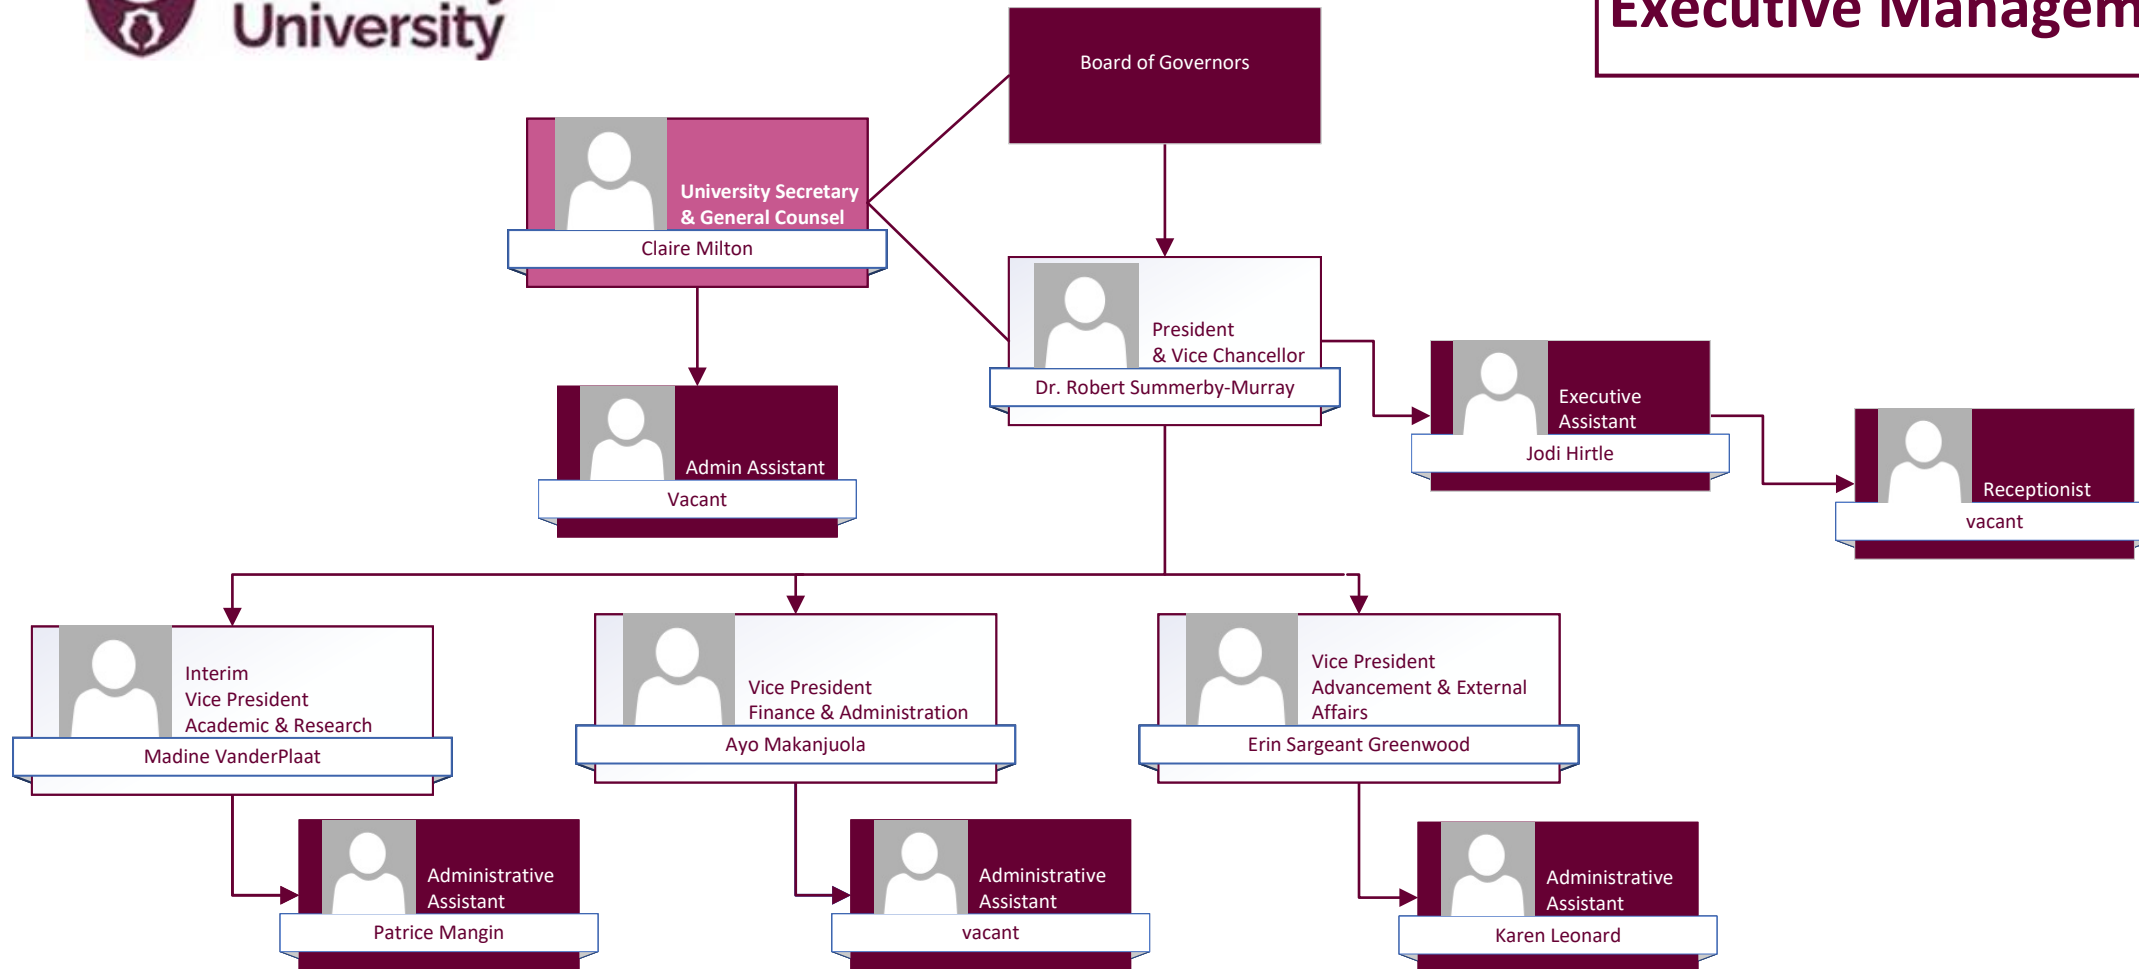 University
Executive Managem
Board of Governors
University Secretary
& General Counsel
Claire Milton
President
& Vice Chancellor
Dr. Robert Summerby-Murray
Executive
Assistant
Jodi Hirtle
Admin Assistant
Vacant
Receptionist
vacant
Interim
Vice President
Academic & Research
Madine VanderPlaat
Vice President
Finance & Administration
Ayo Makanjuola
Vice President
Advancement & External
Affairs
Erin Sargeant Greenwood
Administrative
Assistant
Patrice Mangin
Administrative
Assistant
vacant
Administrative
Assistant
Karen Leonard